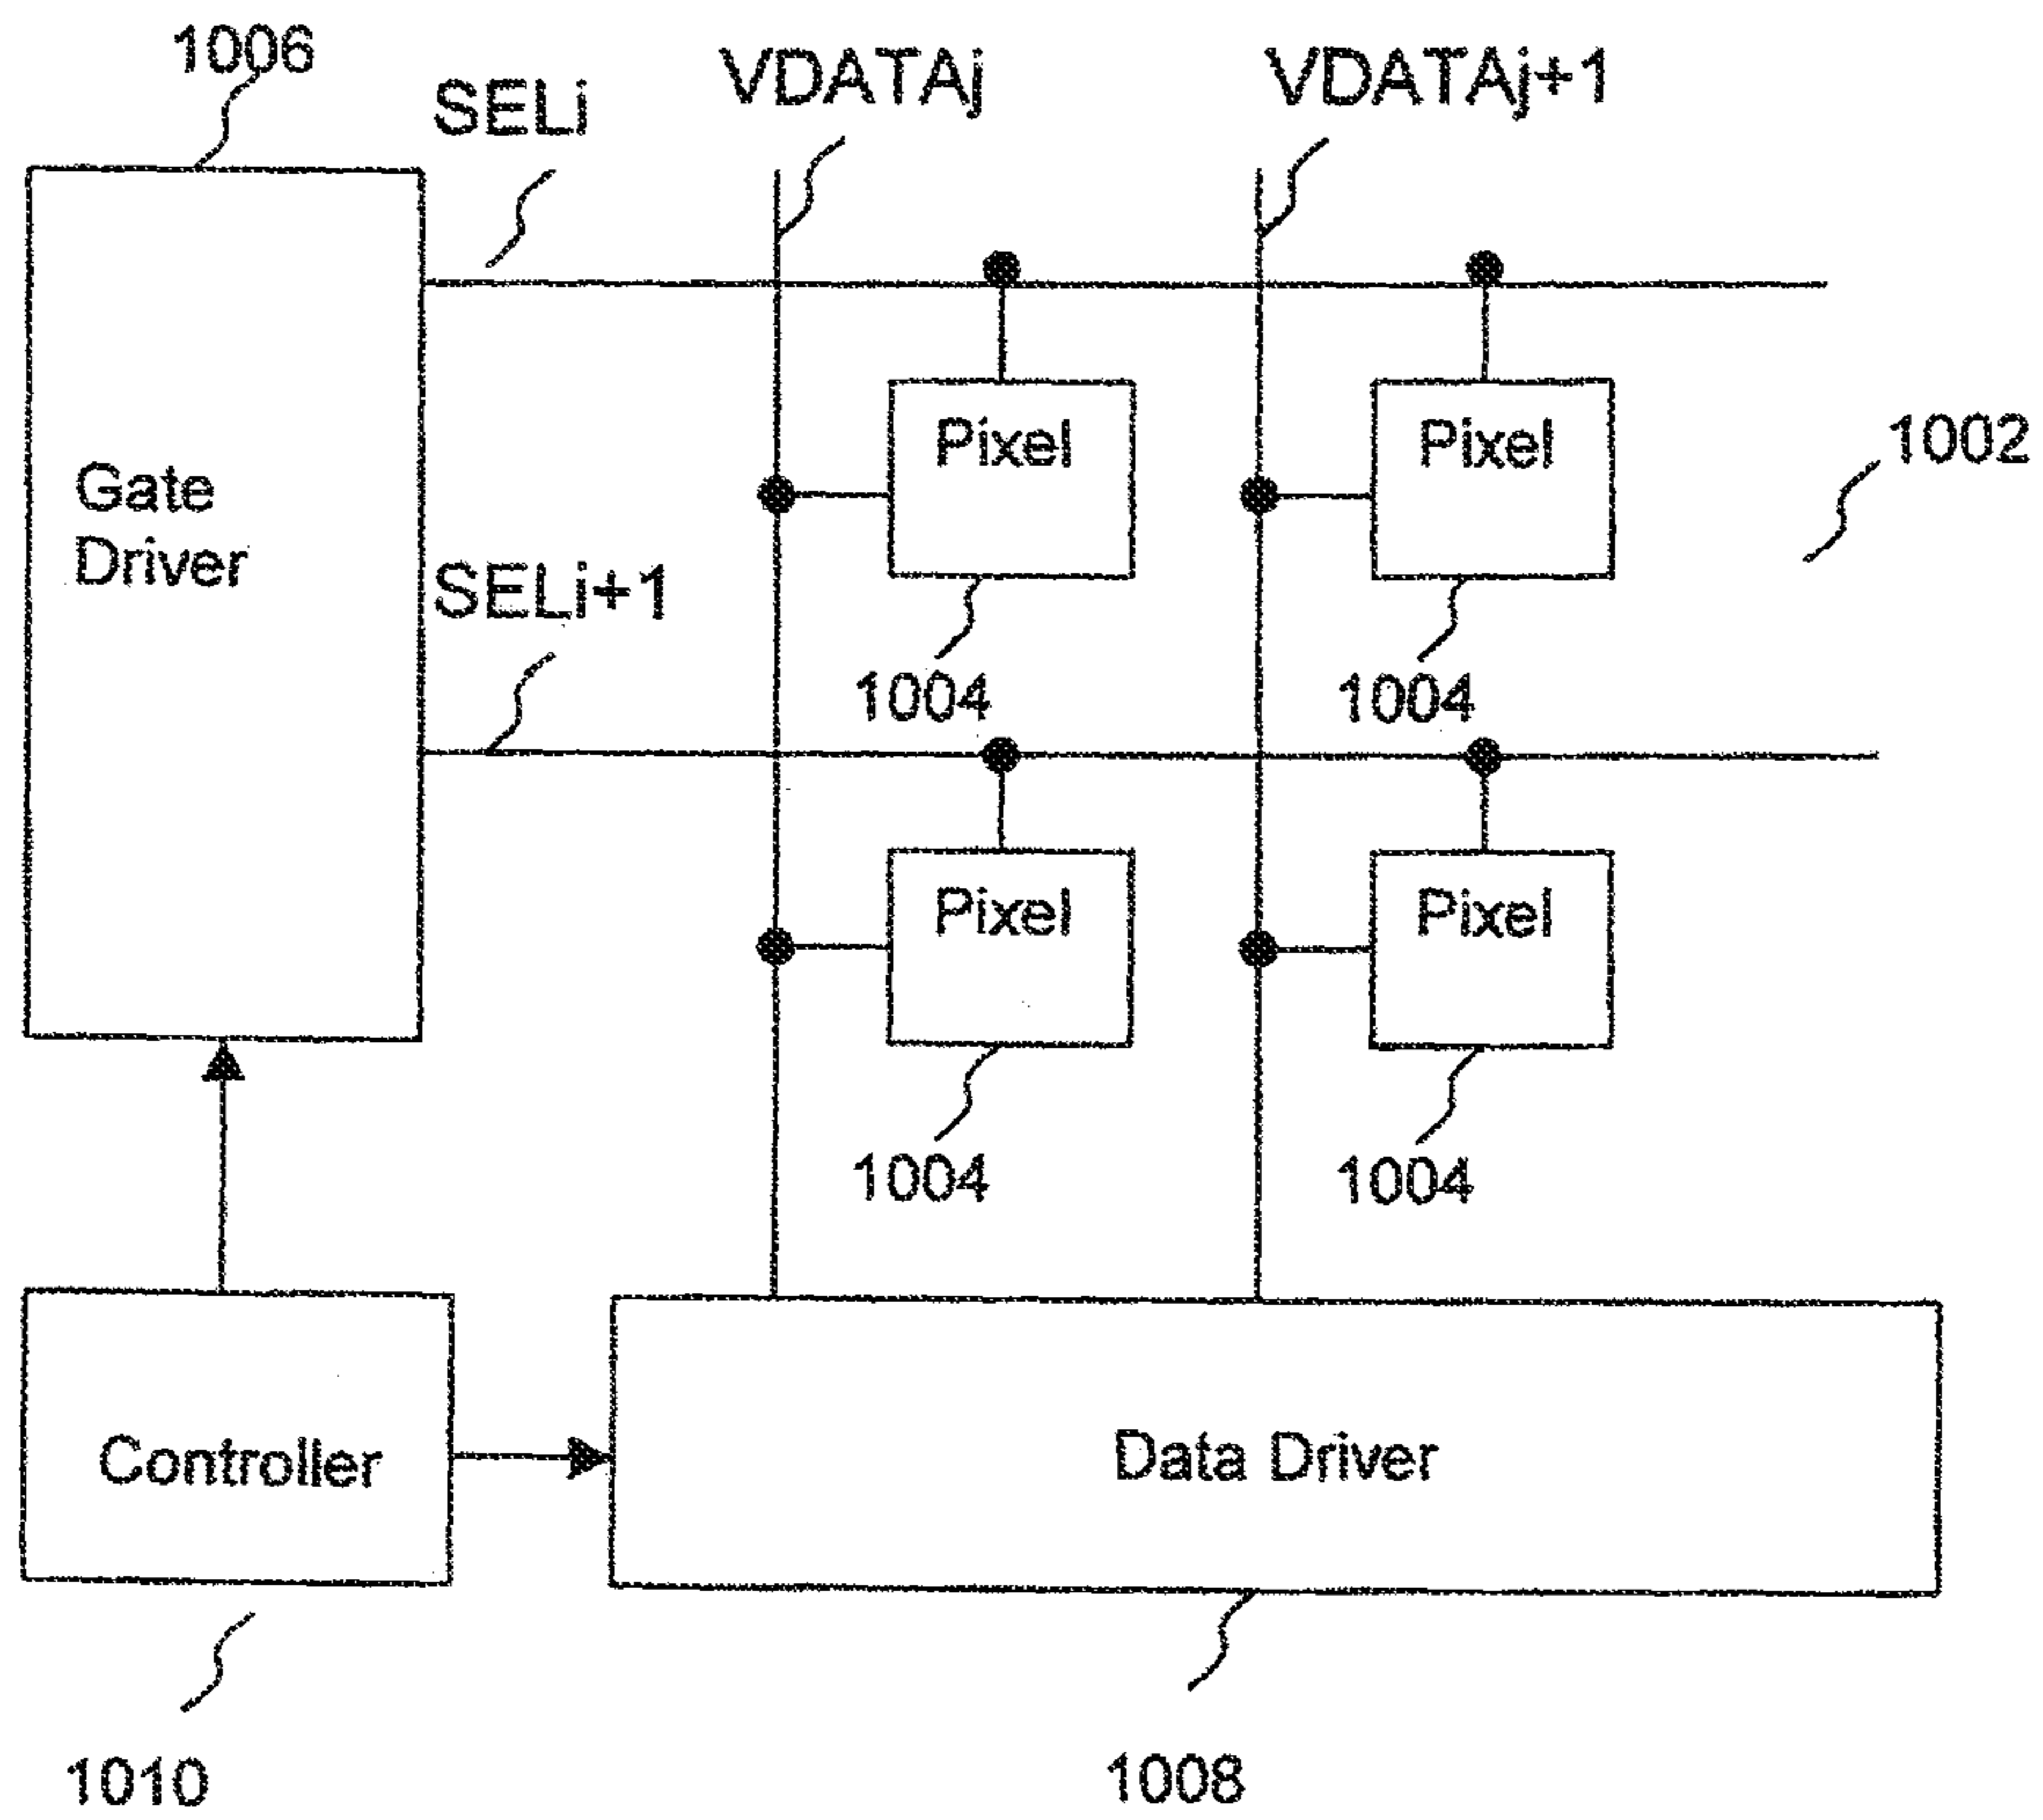 1006
SELi
VDATAj
VDATAj+1
Gate
Driver
SELi+1
Pixel
Pixel
1002
1004
1004
Pixel
Pixel
1004
1004
Controller
Data Driver
1010
1008